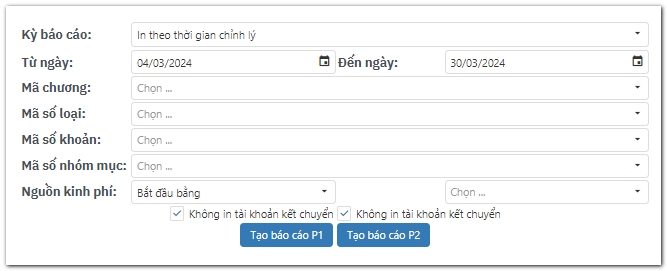 Kỳ báo cáo: In theo thời gian chỉnh lý
Từ ngày: 04/03/2024 Đến ngày: 30/03/2024
Mã chương: Chọn ...
Mã số loại: Chọn ...
Mã số khoản: Chọn ...
Mã số nhóm mục: Chọn ...
Nguồn kinh phí: Bắt đầu bằng Chọn ...
Không in tài khoản kết chuyển Không in tài khoản kết chuyển
Tạo báo cáo P1 Tạo báo cáo P2